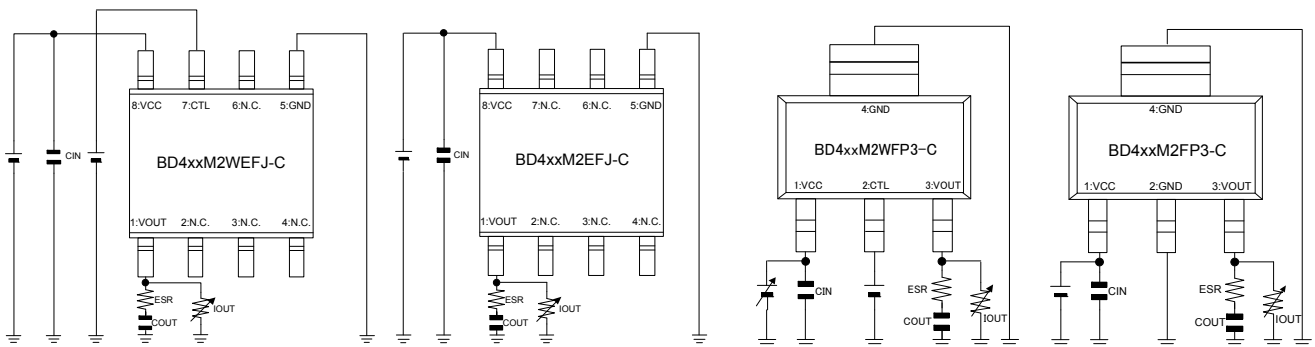 8:VCC 7:CTL 6:N.C. 5:GND
CIN
BD4xxM2WEFJ-C
1:VOUT 2:N.C. 3:N.C. 4:N.C.
ESR
IOUT
COUT
8:VCC 7:N.C. 6:N.C. 5:GND
CIN
BD4xxM2EFJ-C
1:VOUT 2:N.C. 3:N.C. 4:N.C.
ESR
IOUT
COUT
4:GND
BD4xxM2WFP3-C
1:VCC 2:CTL 3:VOUT
CIN
ESR
COUT
IOUT
4:GND
BD4xxM2FP3-C
1:VCC 2:GND 3:VOUT
CIN
ESR
COUT
IOUT